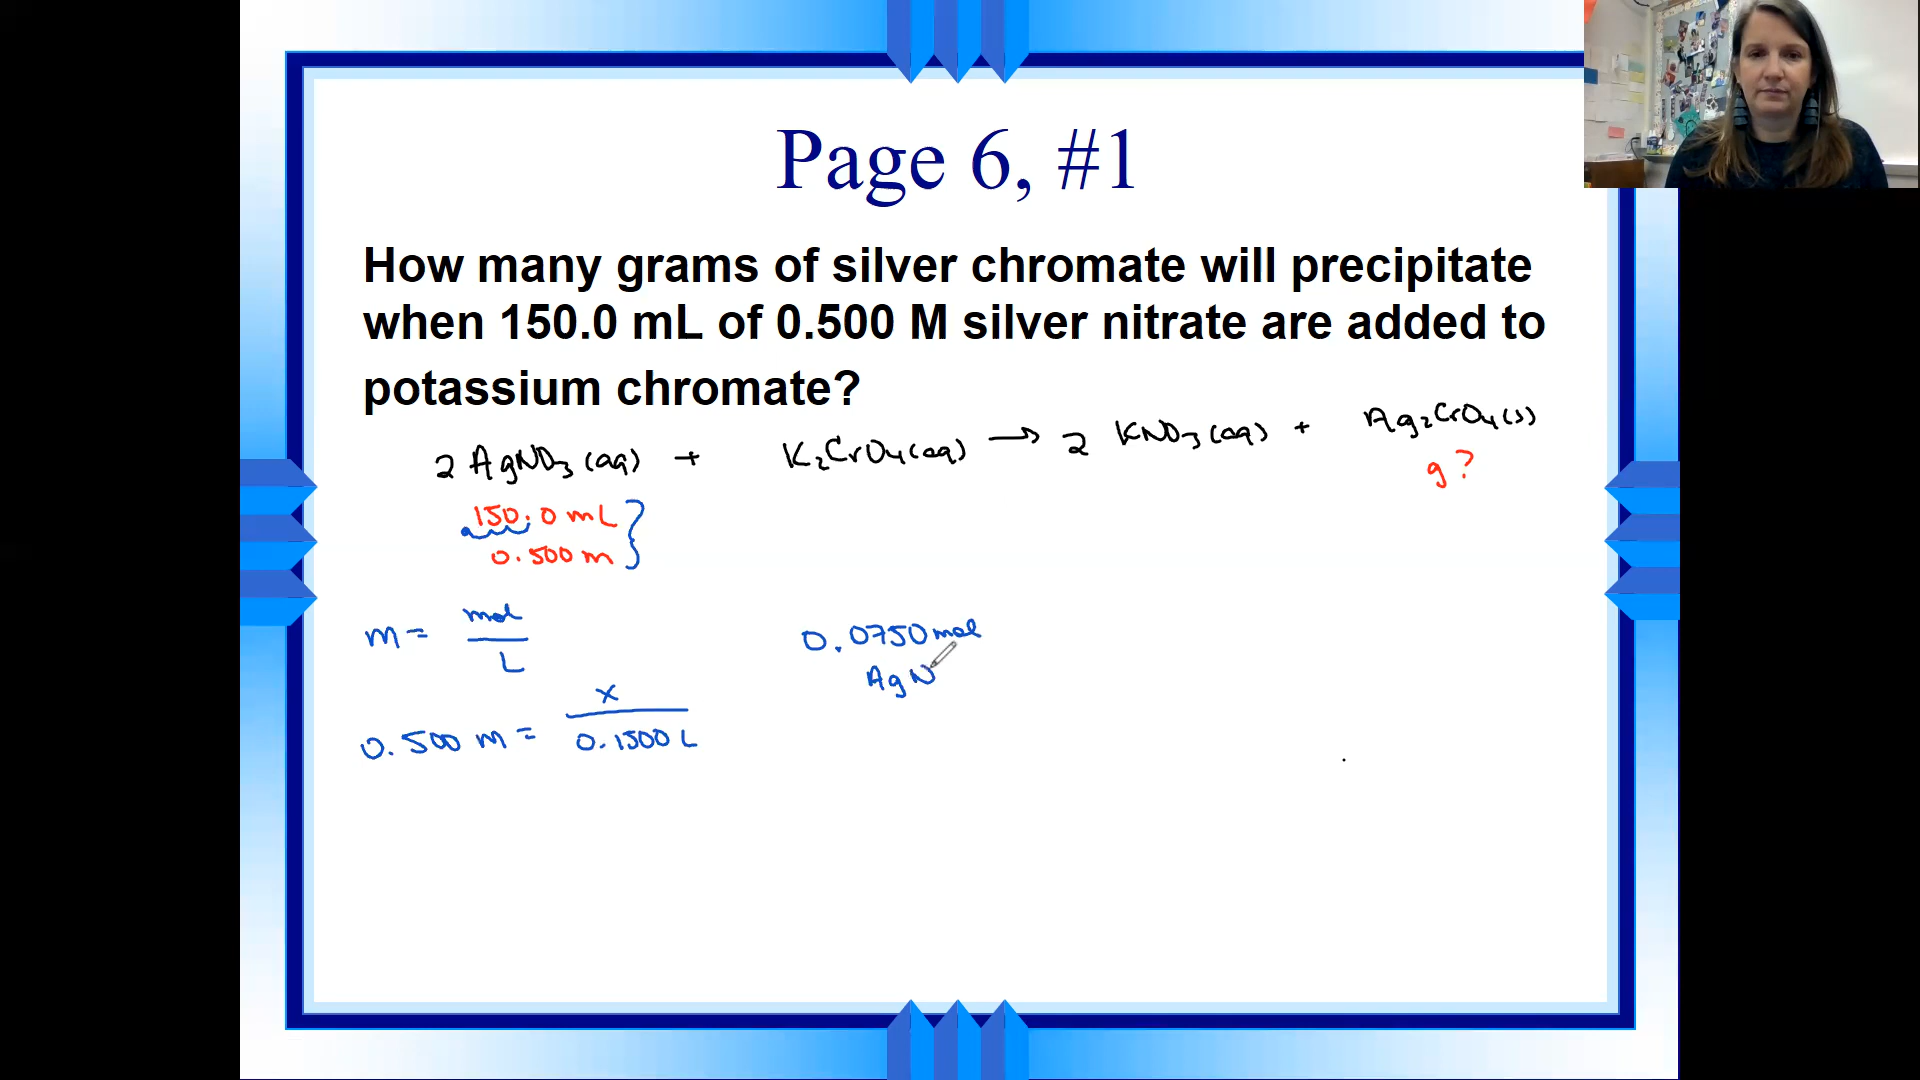 Page 6, #1
How many grams of silver chromate will precipitate
when 150.0 mL of 0.500 M silver nitrate are added to
potassium chromate?
2 AgNO₃(aq) + K₂CrO₄(aq) → 2 KNO₃(aq) + Ag₂CrO₄(s)
150.0 mL
0.500 M
g?
M = mol / L
0.500 M = x / 0.1500 L
0.0750 mol
AgN